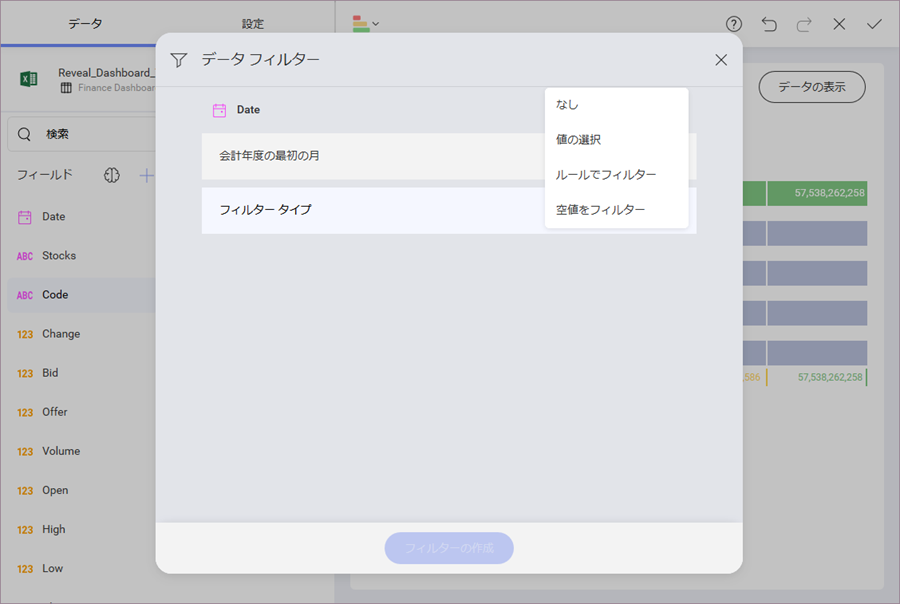 データ
設定
Reveal_Dashboard_
Finance Dashboar
検索
フィールド
Date
ABC Stocks
ABC Code
123 Change
123 Bid
123 Offer
123 Volume
123 Open
123 High
123 Low
データ フィルター
Date
会計年度の最初の月
フィルター タイプ
なし
値の選択
ルールでフィルター
空値をフィルター
フィルターの作成
データの表示
57,538,262,258
,586
57,538,262,258